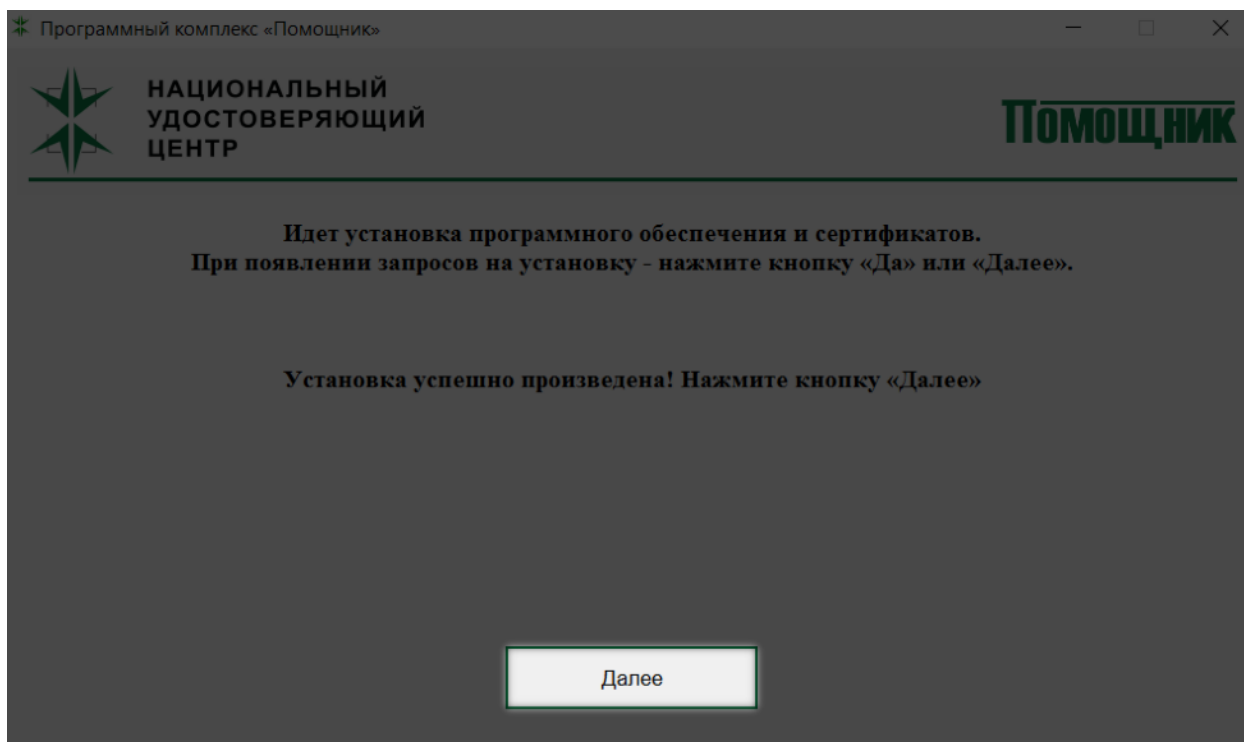 Программный комплекс «Помощник»
НАЦИОНАЛЬНЫЙ
УДОСТОВЕРЯЮЩИЙ
ЦЕНТР
Помощник
Идет установка программного обеспечения и сертификатов.
При появлении запросов на установку - нажмите кнопку «Да» или «Далее».
Установка успешно произведена! Нажмите кнопку «Далее»
Далее